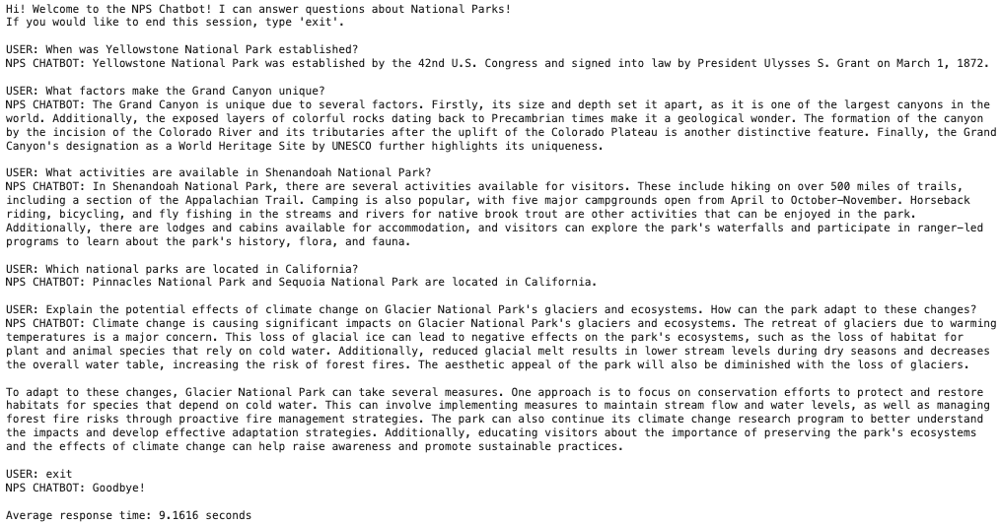 Hi! Welcome to the NPS Chatbot! I can answer questions about National Parks!
If you would like to end this session, type 'exit'.
USER: When was Yellowstone National Park established?
NPS CHATBOT: Yellowstone National Park was established by the 42nd U.S. Congress and signed into law by President Ulysses S. Grant on March 1, 1872.
USER: What factors make the Grand Canyon unique?
NPS CHATBOT: The Grand Canyon is unique due to several factors. Firstly, its size and depth set it apart, as it is one of the largest canyons in the
world. Additionally, the exposed layers of colorful rocks dating back to Precambrian times make it a geological wonder. The formation of the canyon
by the incision of the Colorado River and its tributaries after the uplift of the Colorado Plateau is another distinctive feature. Finally, the Grand
Canyon's designation as a World Heritage Site by UNESCO further highlights its uniqueness.
USER: What activities are available in Shenandoah National Park?
NPS CHATBOT: In Shenandoah National Park, there are several activities available for visitors. These include hiking on over 500 miles of trails,
including a section of the Appalachian Trail. Camping is also popular, with five major campgrounds open from April to October–November. Horseback
riding, bicycling, and fly fishing in the streams and rivers for native brook trout are other activities that can be enjoyed in the park.
Additionally, there are lodges and cabins available for accommodation, and visitors can explore the park's waterfalls and participate in ranger-led
programs to learn about the park's history, flora, and fauna.
USER: Which national parks are located in California?
NPS CHATBOT: Pinnacles National Park and Sequoia National Park are located in California.
USER: Explain the potential effects of climate change on Glacier National Park's glaciers and ecosystems. How can the park adapt to these changes?
NPS CHATBOT: Climate change is causing significant impacts on Glacier National Park's glaciers and ecosystems. The retreat of glaciers due to warming
temperatures is a major concern. This loss of glacial ice can lead to negative effects on the park's ecosystems, such as the loss of habitat for
plant and animal species that rely on cold water. Additionally, reduced glacial melt results in lower stream levels during dry seasons and decreases
the overall water table, increasing the risk of forest fires. The aesthetic appeal of the park will also be diminished with the loss of glaciers.
To adapt to these changes, Glacier National Park can take several measures. One approach is to focus on conservation efforts to protect and restore
habitats for species that depend on cold water. This can involve implementing measures to maintain stream flow and water levels, as well as managing
forest fire risks through proactive fire management strategies. The park can also continue its climate change research program to better understand
the impacts and develop effective adaptation strategies. Additionally, educating visitors about the importance of preserving the park's ecosystems
and the effects of climate change can help raise awareness and promote sustainable practices.
USER: exit
NPS CHATBOT: Goodbye!
Average response time: 9.1616 seconds